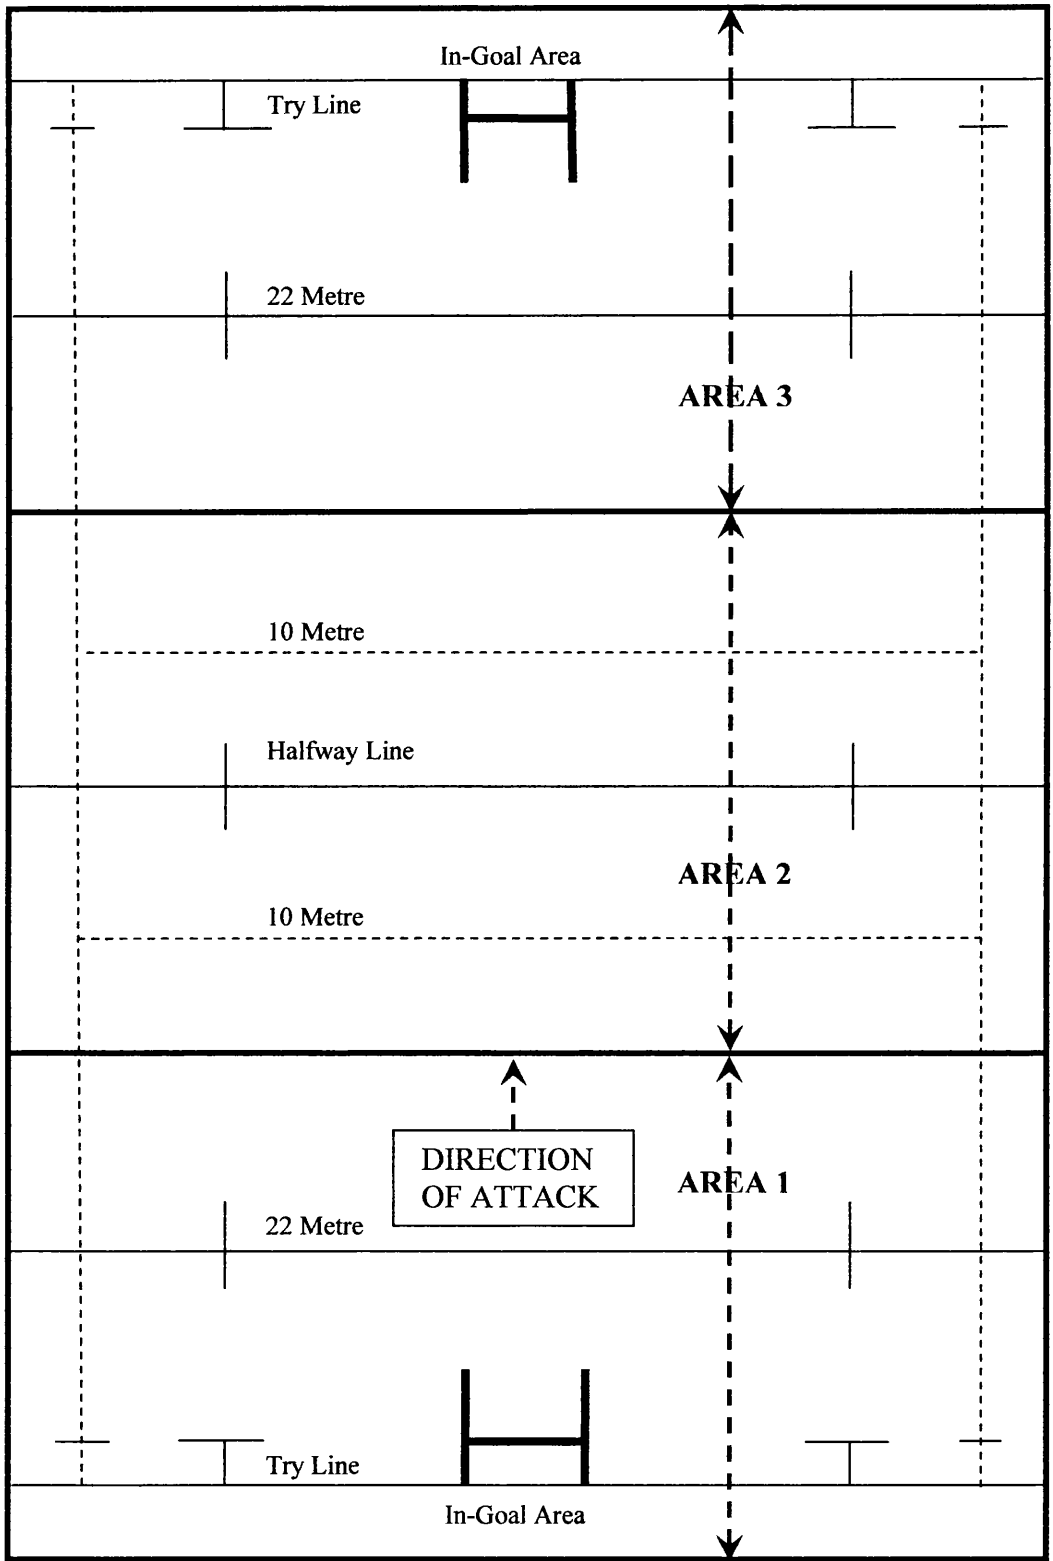 In-Goal Area
Try Line
22 Metre
AREA 3
10 Metre
Halfway Line
AREA 2
10 Metre
DIRECTION
OF ATTACK
AREA 1
22 Metre
Try Line
In-Goal Area